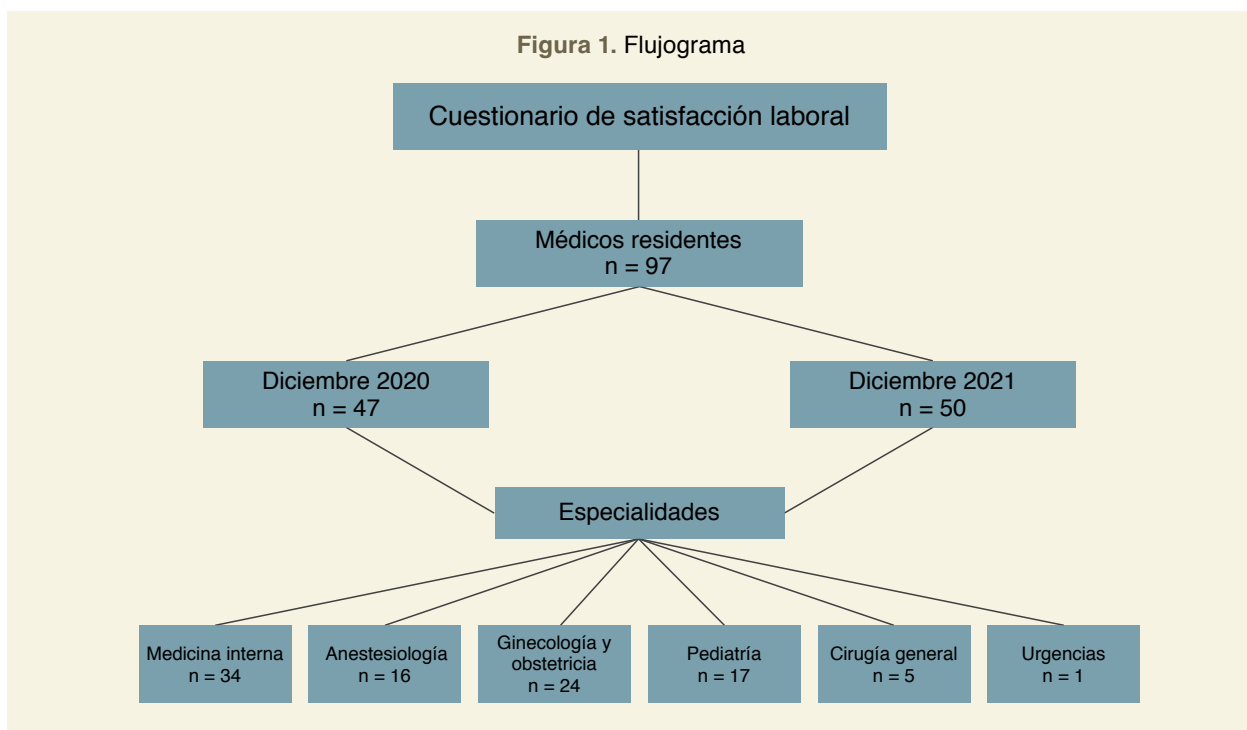 Figura 1. Flujograma
Cuestionario de satisfacción laboral
Médicos residentes
n = 97
Diciembre 2020
n = 47
Diciembre 2021
n = 50
Especialidades
Medicina interna
n = 34
Anestesiología
n = 16
Ginecología y
obstetricia
n = 24
Pediatría
n = 17
Cirugía general
n = 5
Urgencias
n = 1